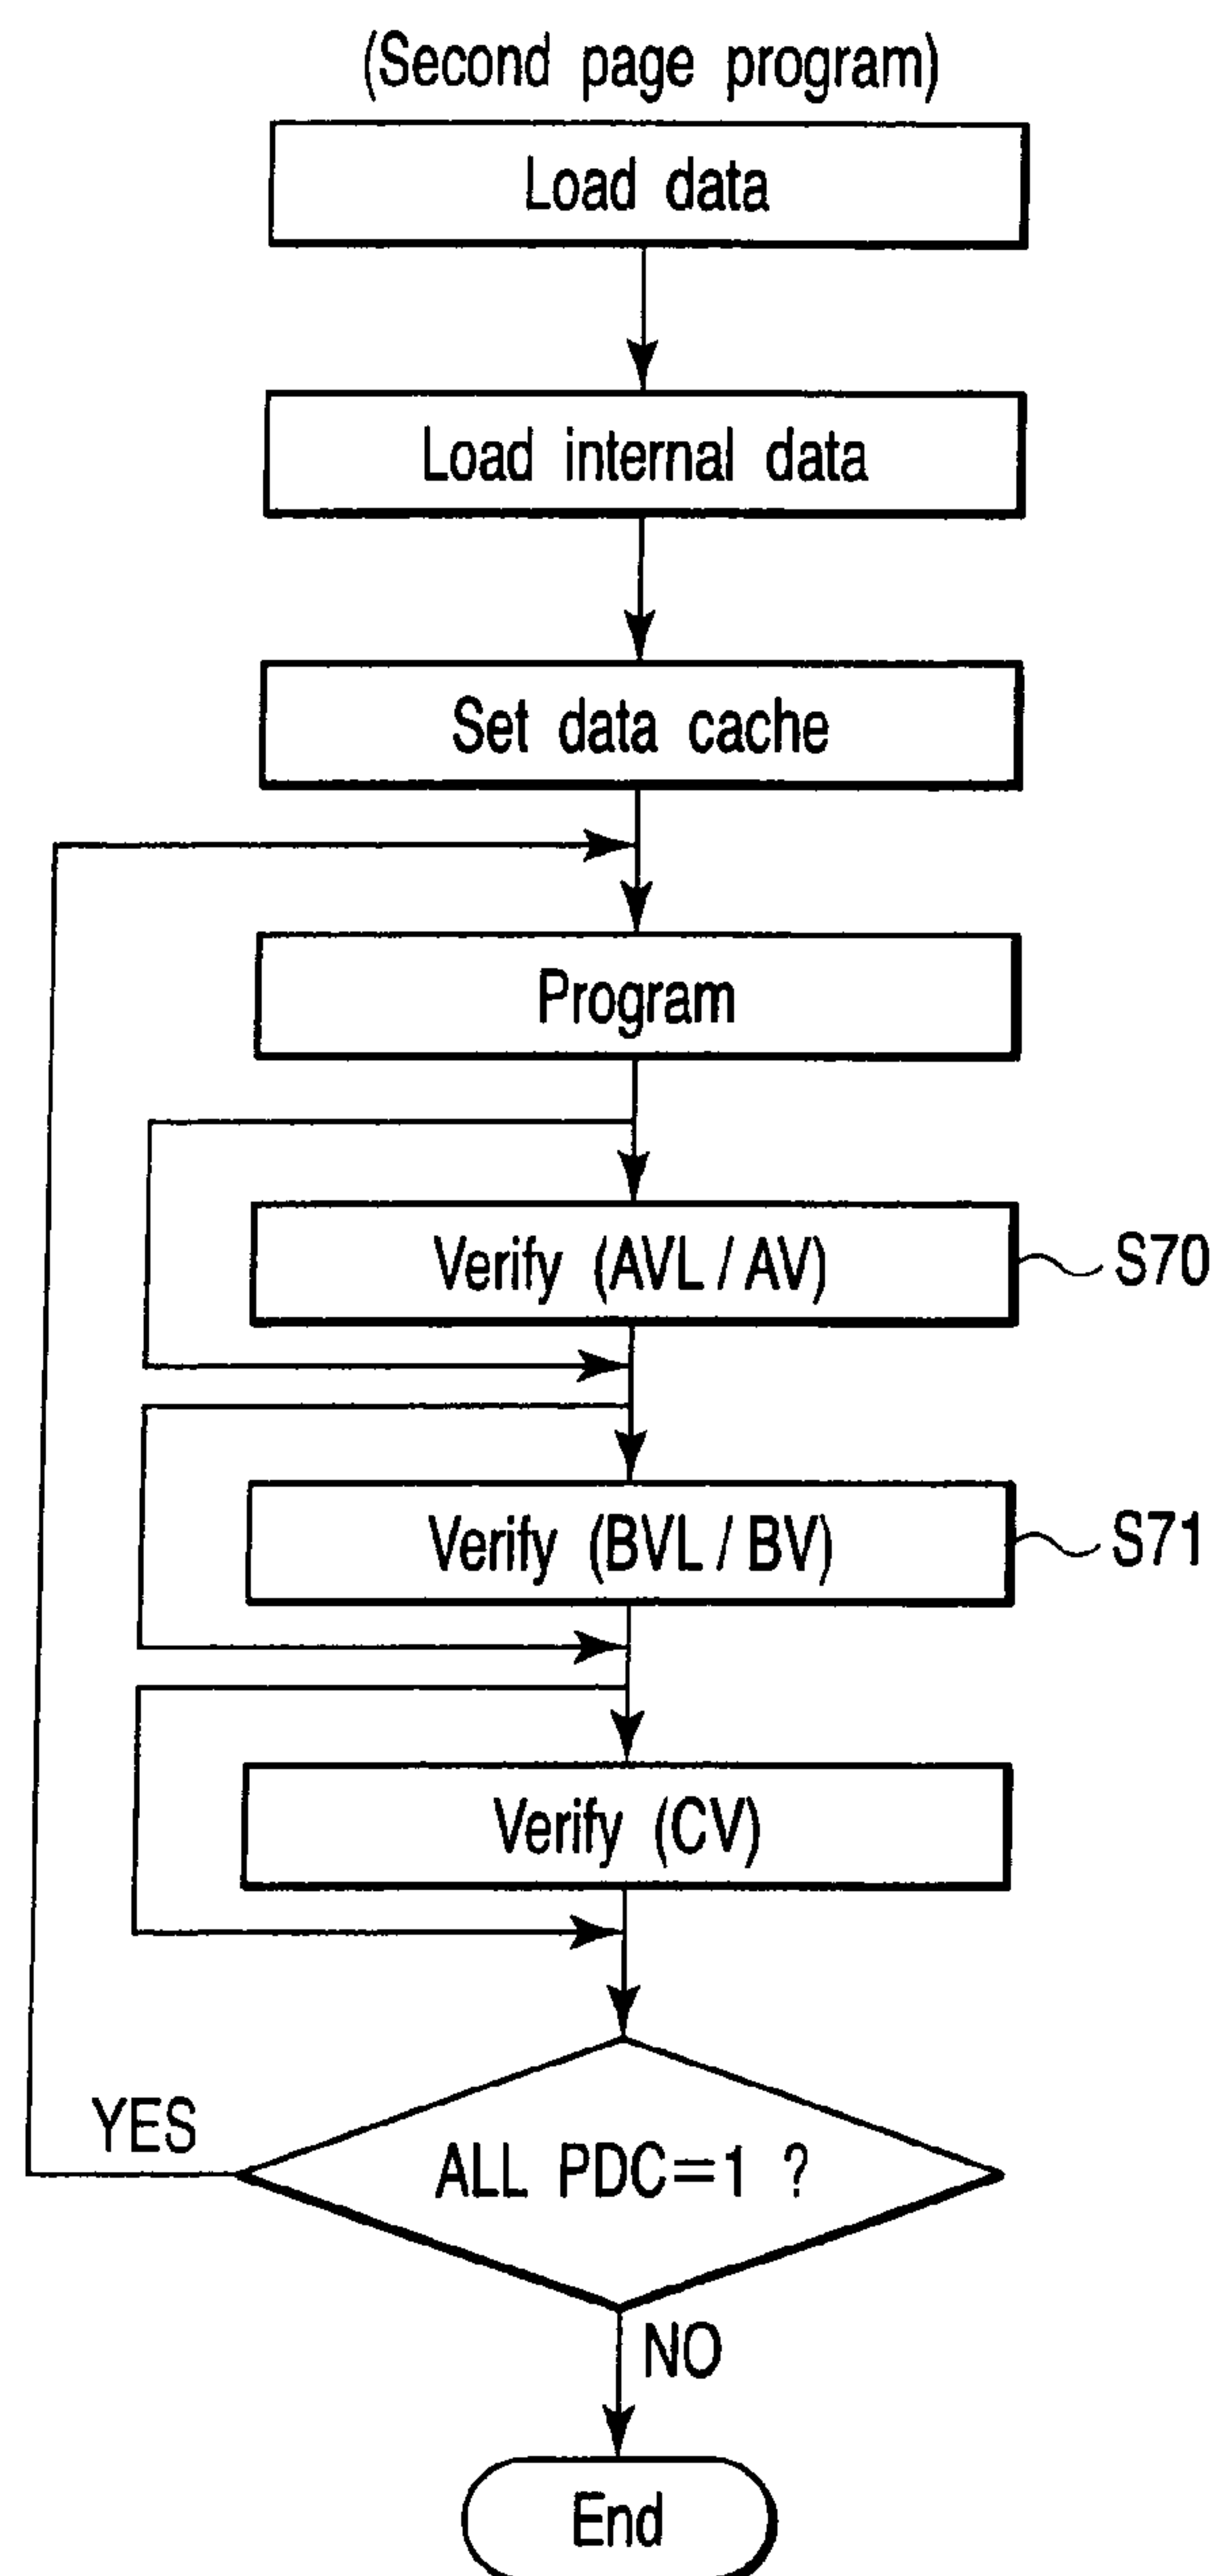 (Second page program)
Load data
Load internal data
Set data cache
Program
Verify (AVL / AV)
S70
Verify (BVL / BV)
S71
Verify (CV)
YES
ALL PDC=1 ?
NO
End